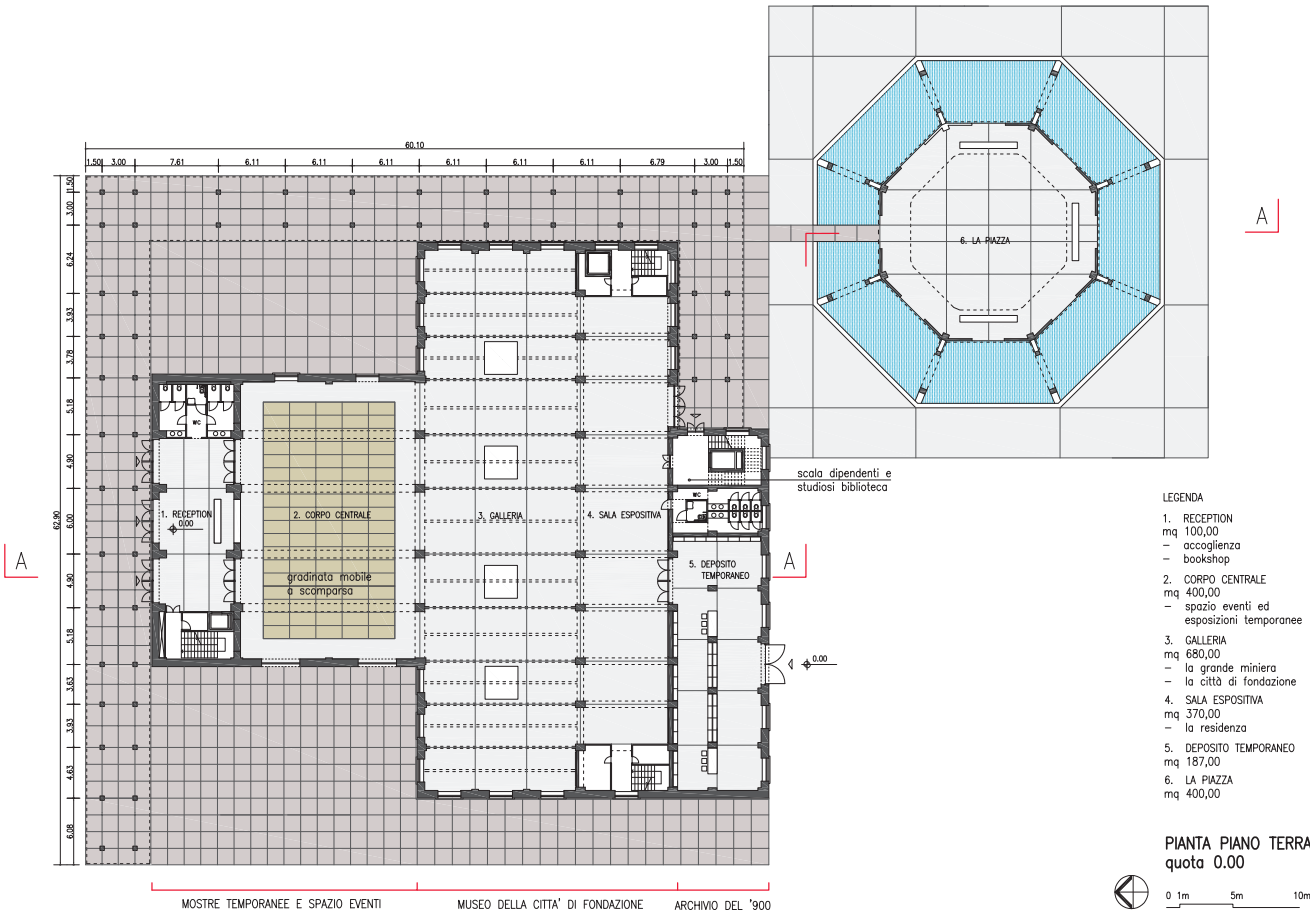 60.10
1.50 3.00 7.61 6.11 6.11 6.11 6.11 6.11 6.11 6.79 3.00 1.50
62.90
1.50
3.00
6.24
3.93
3.78
5.18
4.90
6.00
4.90
5.18
3.63
3.93
4.63
6.08
A
A
A
A
6. LA PIAZZA
WC
1. RECEPTION
0.00
2. CORPO CENTRALE
gradinata mobile
a scomparsa
3. GALLERIA
4. SALA ESPOSITIVA
WC
5. DEPOSITO
TEMPORANEO
scala dipendenti e
studiosi biblioteca
0.00
MOSTRE TEMPORANEE E SPAZIO EVENTI
MUSEO DELLA CITTA' DI FONDAZIONE
ARCHIVIO DEL '900
LEGENDA
1. RECEPTION
mq 100,00
- accoglienza
- bookshop
2. CORPO CENTRALE
mq 400,00
- spazio eventi ed
esposizioni temporanee
3. GALLERIA
mq 680,00
- la grande miniera
- la città di fondazione
4. SALA ESPOSITIVA
mq 370,00
- la residenza
5. DEPOSITO TEMPORANEO
mq 187,00
6. LA PIAZZA
mq 400,00
PIANTA PIANO TERRA
quota 0.00
0 1m 5m 10m